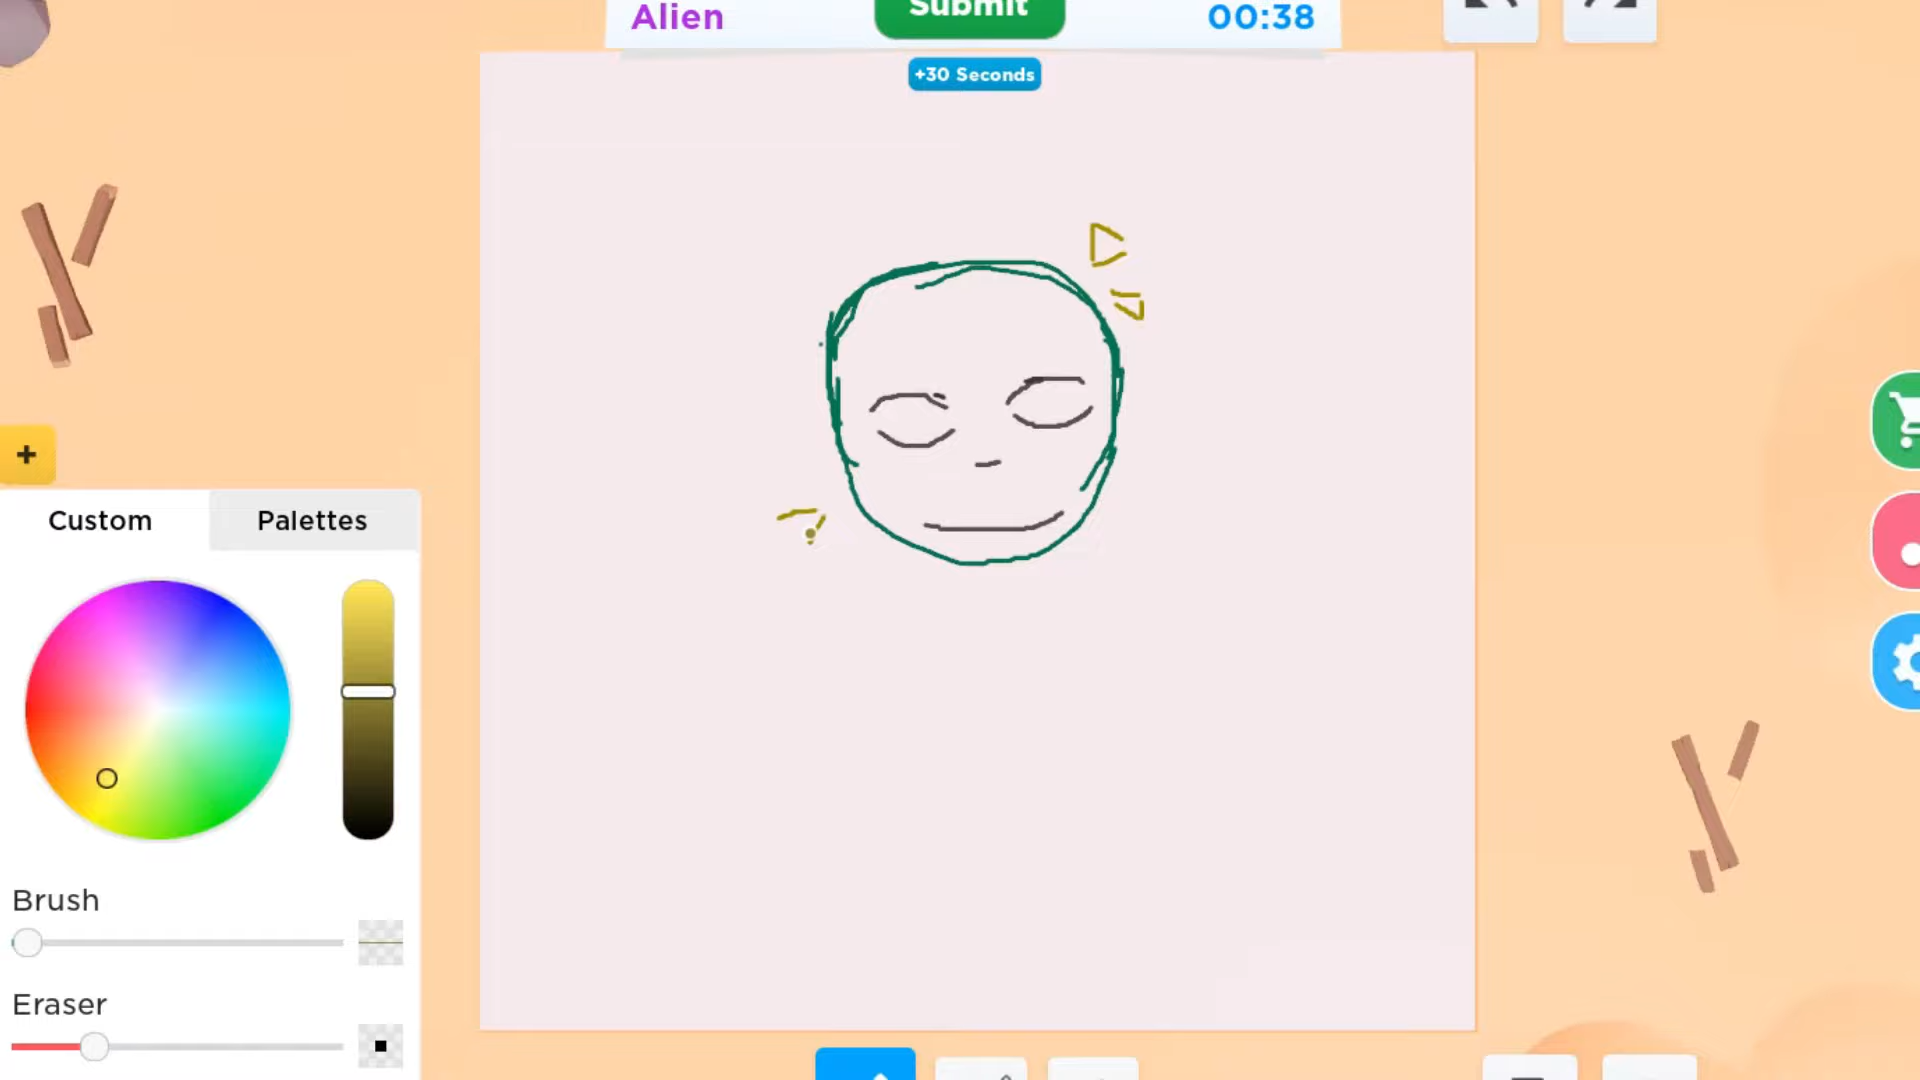 Alien
Submit
00:38
+30 Seconds
+
Custom
Palettes
Brush
Eraser